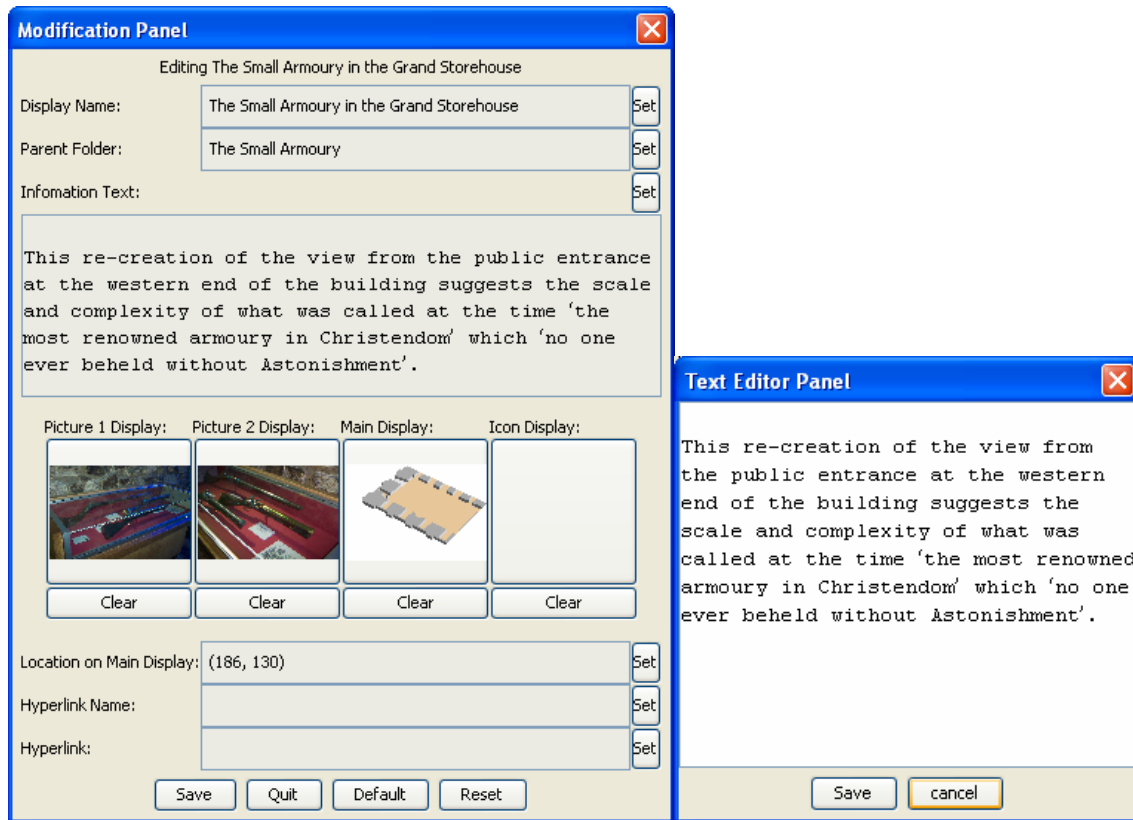 Modification Panel
Editing The Small Armoury in the Grand Storehouse
Display Name: The Small Armoury in the Grand Storehouse Set
Parent Folder: The Small Armoury Set
Infomation Text: Set
This re-creation of the view from the public entrance
at the western end of the building suggests the scale
and complexity of what was called at the time ‘the
most renowned armoury in Christendom’ which ‘no one
ever beheld without Astonishment’.
Picture 1 Display: Picture 2 Display: Main Display: Icon Display:
Clear Clear Clear Clear
Location on Main Display: (186, 130) Set
Hyperlink Name: Set
Hyperlink: Set
Save Quit Default Reset
Text Editor Panel
This re-creation of the view from
the public entrance at the western
end of the building suggests the
scale and complexity of what was
called at the time ‘the most renowned
armoury in Christendom’ which ‘no one
ever beheld without Astonishment’.
Save cancel